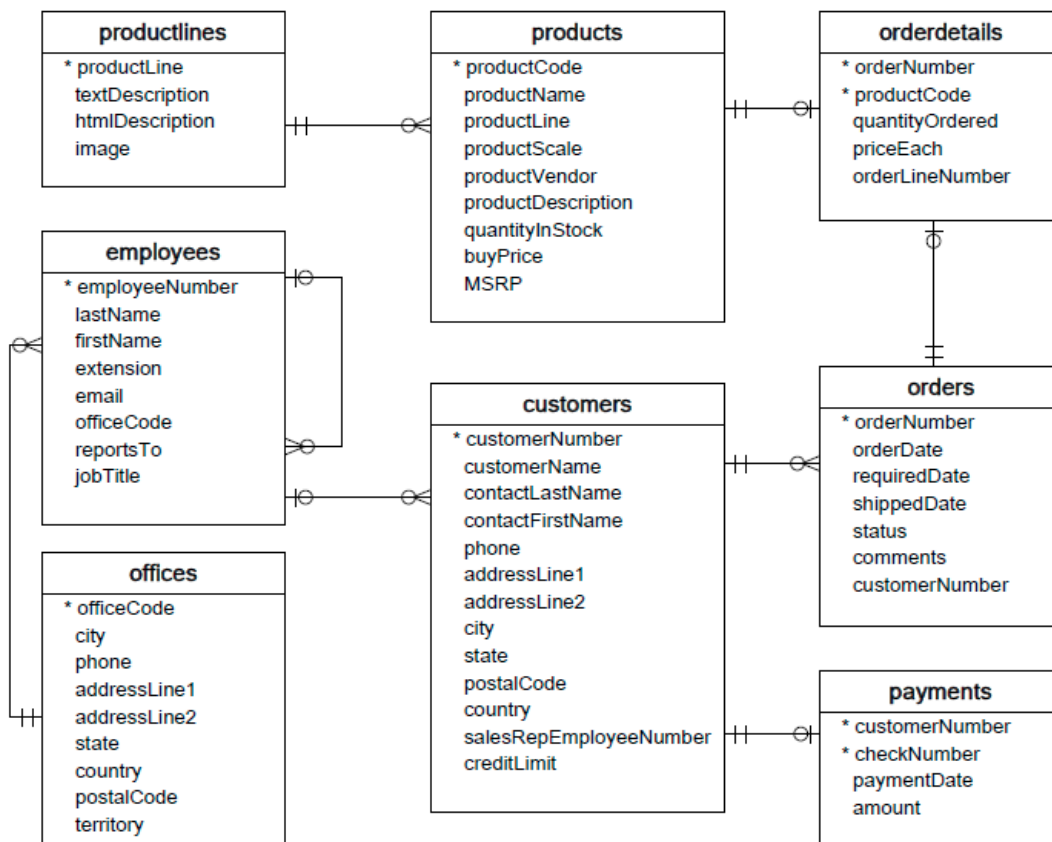 productlines
* productLine
textDescription
htmlDescription
image
products
* productCode
productName
productLine
productScale
productVendor
productDescription
quantityInStock
buyPrice
MSRP
orderdetails
* orderNumber
* productCode
quantityOrdered
priceEach
orderLineNumber
employees
* employeeNumber
lastName
firstName
extension
email
officeCode
reportsTo
jobTitle
customers
* customerNumber
customerName
contactLastName
contactFirstName
phone
addressLine1
addressLine2
city
state
postalCode
country
salesRepEmployeeNumber
creditLimit
orders
* orderNumber
orderDate
requiredDate
shippedDate
status
comments
customerNumber
offices
* officeCode
city
phone
addressLine1
addressLine2
state
country
postalCode
territory
payments
* customerNumber
* checkNumber
paymentDate
amount